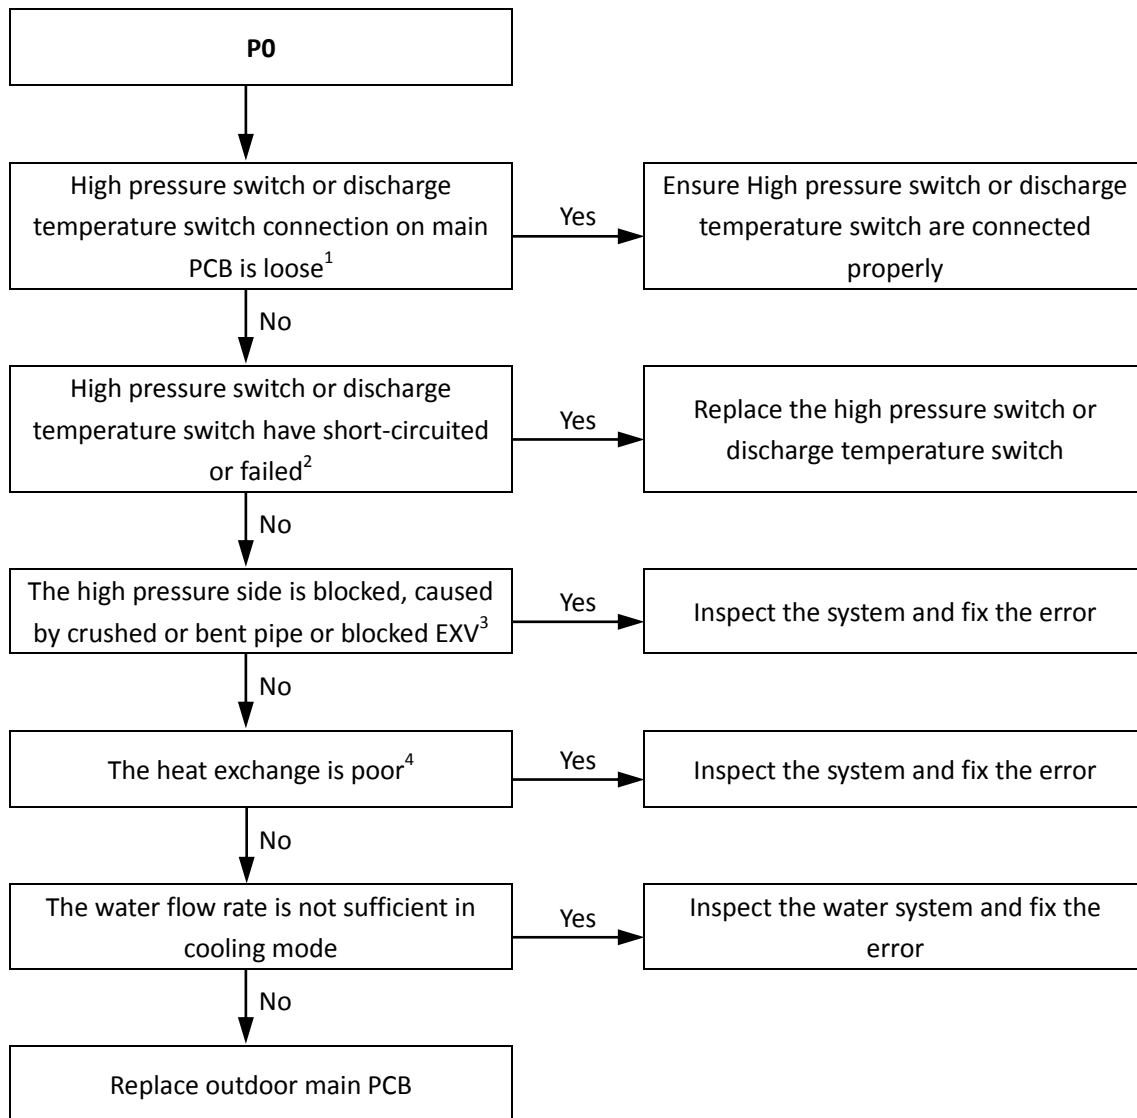 P0
High pressure switch or discharge
temperature switch connection on main
PCB is loose1
Yes
Ensure High pressure switch or discharge
temperature switch are connected
properly
No
High pressure switch or discharge
temperature switch have short-circuited
or failed2
Yes
Replace the high pressure switch or
discharge temperature switch
No
The high pressure side is blocked, caused
by crushed or bent pipe or blocked EXV3
Yes
Inspect the system and fix the error
No
The heat exchange is poor4
Yes
Inspect the system and fix the error
No
The water flow rate is not sufficient in
cooling mode
Yes
Inspect the water system and fix the
error
No
Replace outdoor main PCB